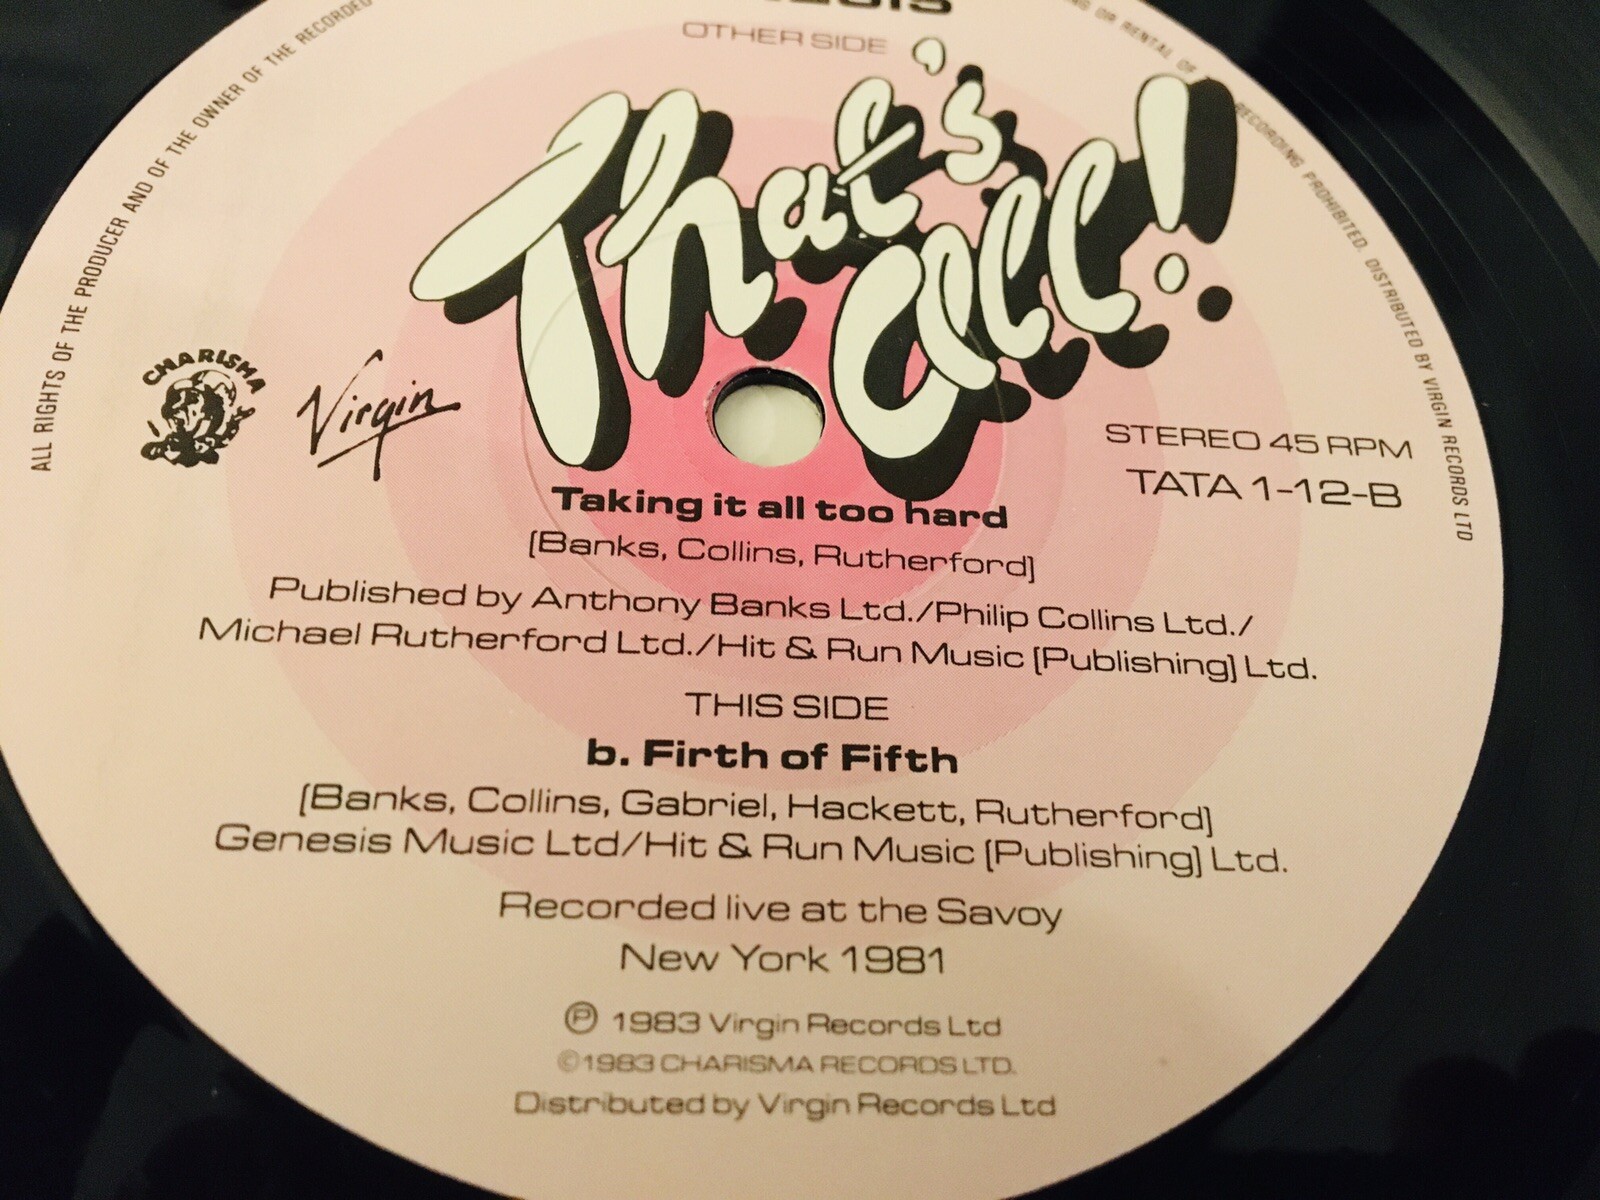 OTHER SIDE
That's All!
ALL RIGHTS OF THE PRODUCER AND OF THE OWNER OF THE RECORDED
OR RENTAL OF
RECORDING PROHIBITED. DISTRIBUTED BY VIRGIN RECORDS LTD
CHARISMA
Virgin
STEREO 45 RPM
TATA 1-12-B
Taking it all too hard
[Banks, Collins, Rutherford]
Published by Anthony Banks Ltd./Philip Collins Ltd./
Michael Rutherford Ltd./Hit & Run Music [Publishing] Ltd.
THIS SIDE
b. Firth of Fifth
[Banks, Collins, Gabriel, Hackett, Rutherford]
Genesis Music Ltd/Hit & Run Music [Publishing] Ltd.
Recorded live at the Savoy
New York 1981
℗ 1983 Virgin Records Ltd
©1983 CHARISMA RECORDS LTD.
Distributed by Virgin Records Ltd